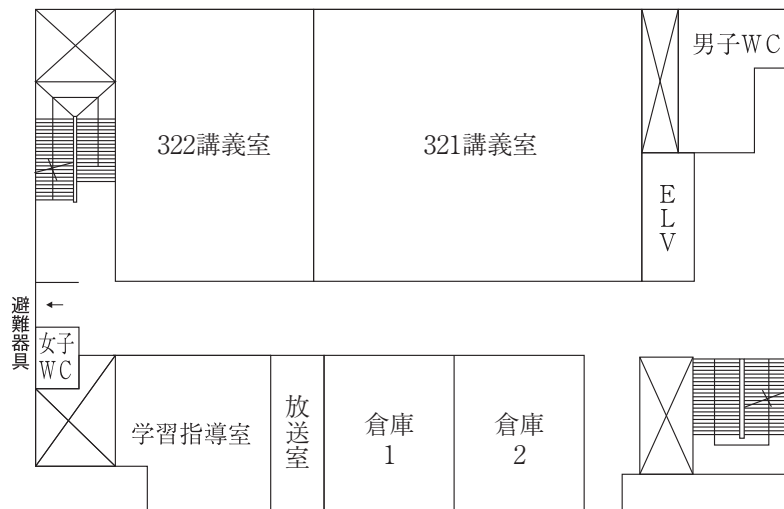 男子WC
322講義室
321講義室
ELV
←
避難器具
女子
WC
学習指導室
放送室
倉庫
1
倉庫
2